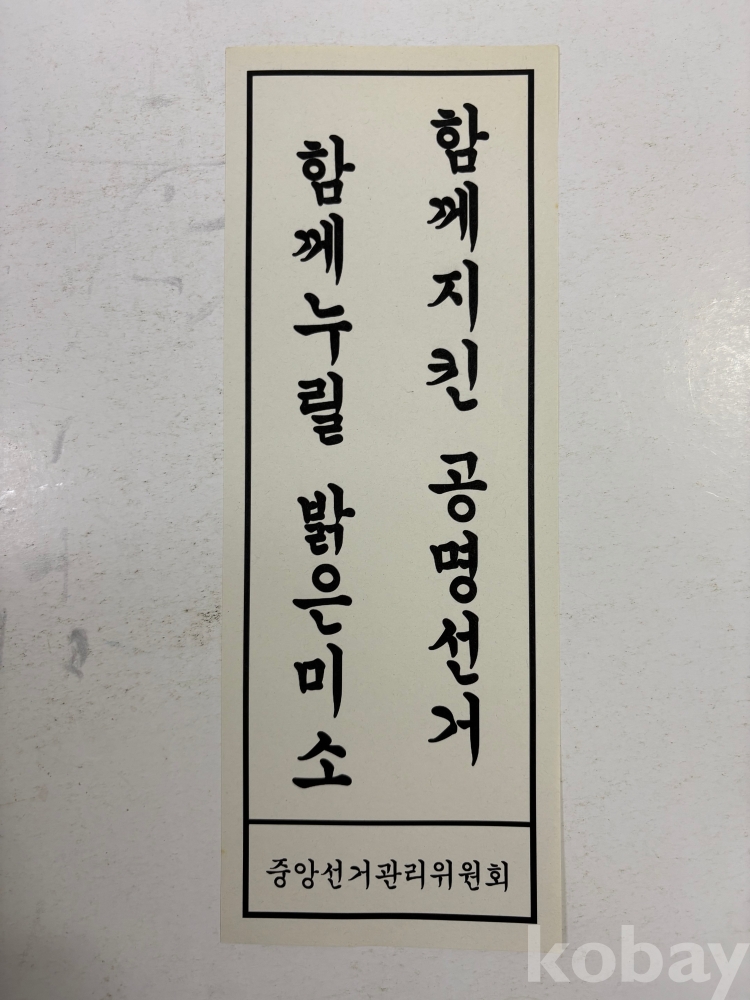 함께지킨 공명선거
함께누릴 밝은미소
중앙선거관리위원회
kobay